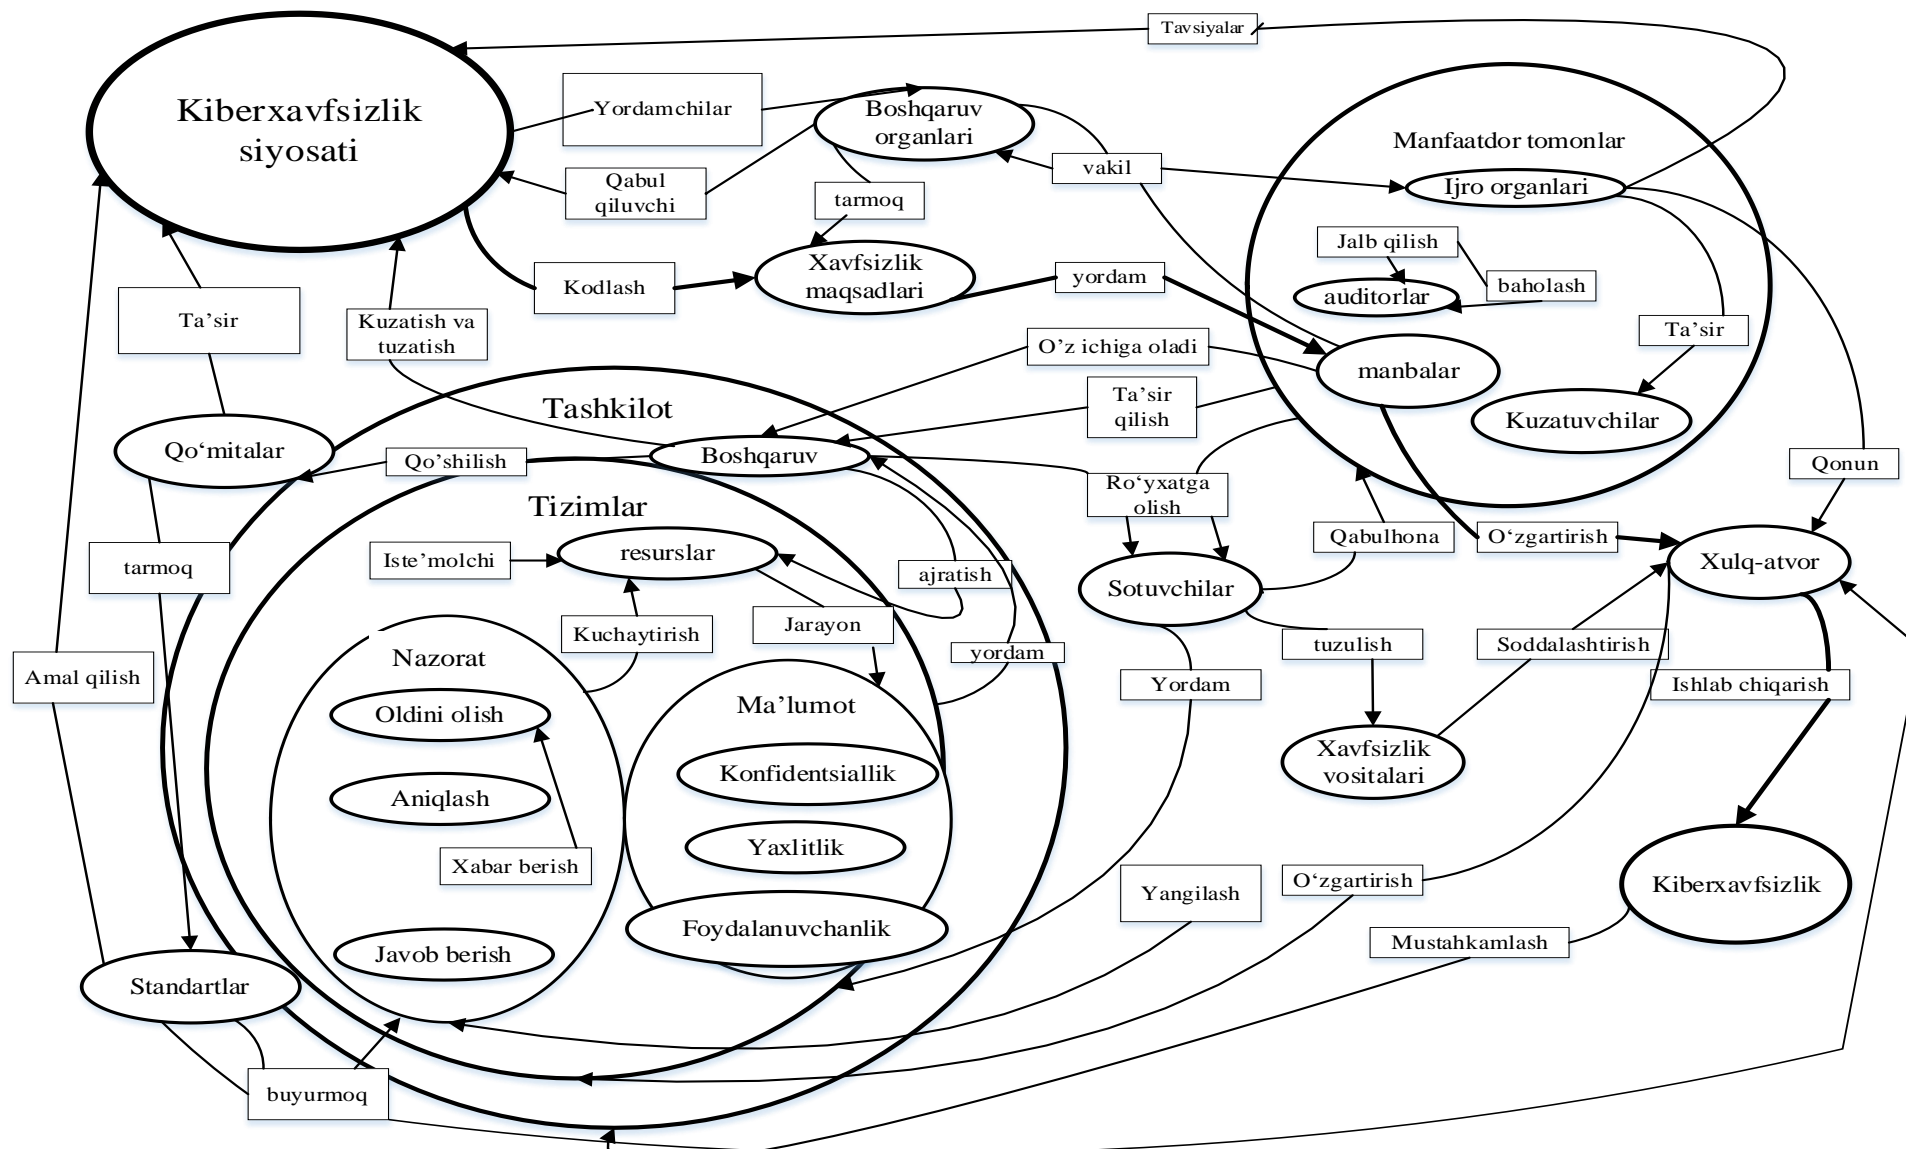 Tavsiyalar
Kiberxavfsizlik
siyosati
Yordamchilar
Boshqaruv
organlari
Manfaatdor tomonlar
vakil
Qabul
qiluvchi
tarmoq
Ijro organlari
Jalb qilish
baholash
auditorlar
Xavfsizlik
maqsadlari
yordam
Kodlash
Ta’sir
Kuzatish va
tuzatish
O’z ichiga oladi
Ta’sir
manbalar
Ta’sir
qilish
Tashkilot
Kuzatuvchilar
Qo‘mitalar
Qo’shilish
Boshqaruv
Qonun
Ro‘yxatga
olish
Tizimlar
Qabulhona
O’zgartirish
resurslar
Iste’molchi
tarmoq
ajratish
Sotuvchilar
Xulq-atvor
Kuchaytirish
Jarayon
tuzulish
Soddalashtirish
Nazorat
yordam
Amal qilish
Yordam
Ishlab chiqarish
Oldini olish
Ma’lumot
Xavfsizlik
vositalari
Konfidentsiallik
Aniqlash
Yaxlitlik
Xabar berish
Yangilash
O‘zgartirish
Kiberxavfsizlik
Foydalanuvchanlik
Mustahkamlash
Javob berish
Standartlar
buyurmoq